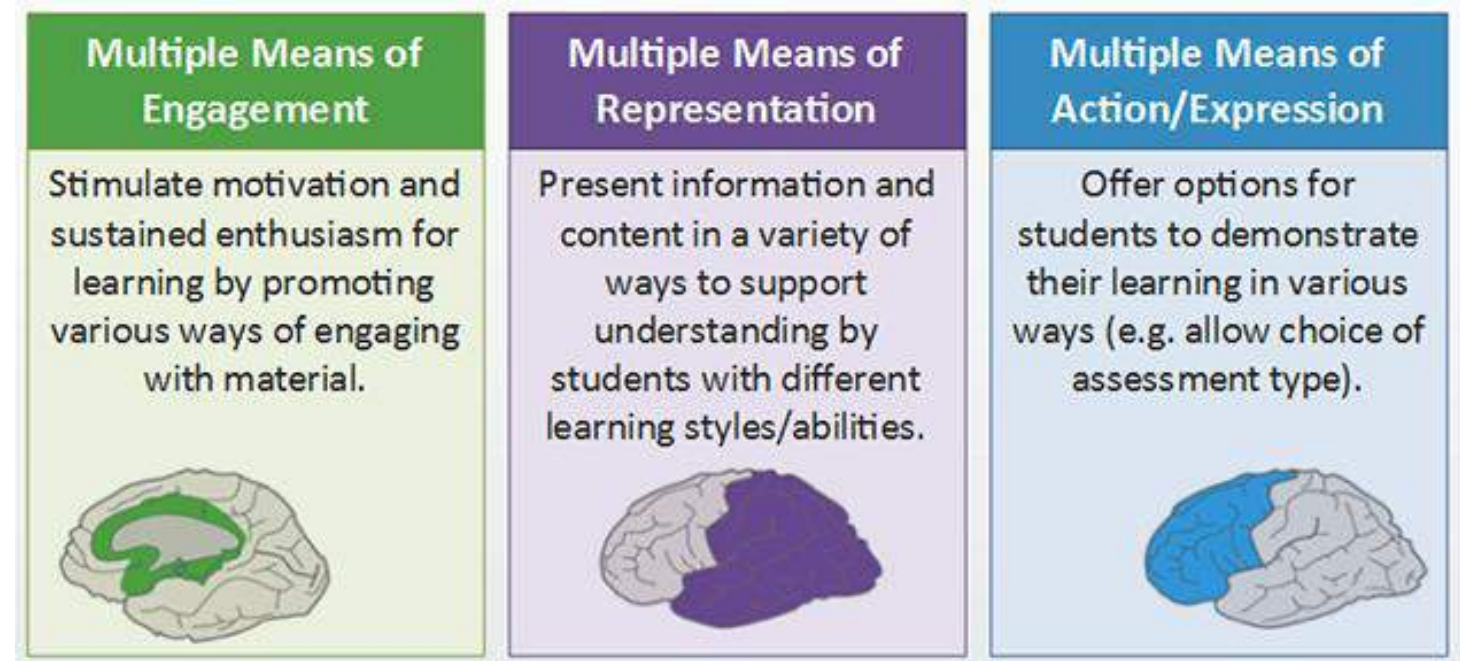 Multiple Means of
Engagement
Stimulate motivation and
sustained enthusiasm for
learning by promoting
various ways of engaging
with material.
Multiple Means of
Representation
Present information and
content in a variety of
ways to support
understanding by
students with different
learning styles/abilities.
Multiple Means of
Action/Expression
Offer options for
students to demonstrate
their learning in various
ways (e.g. allow choice of
assessment type).